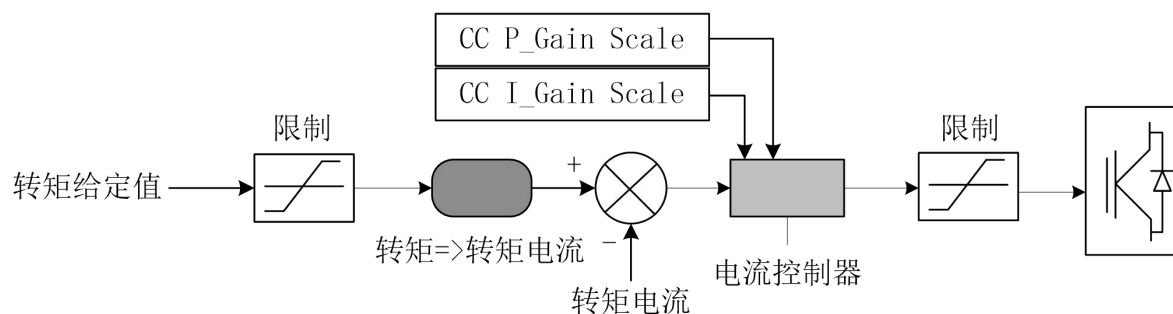 CC P_Gain Scale
CC I_Gain Scale
限制
限制
转矩给定值
+
转矩=>转矩电流
−
电流控制器
转矩电流